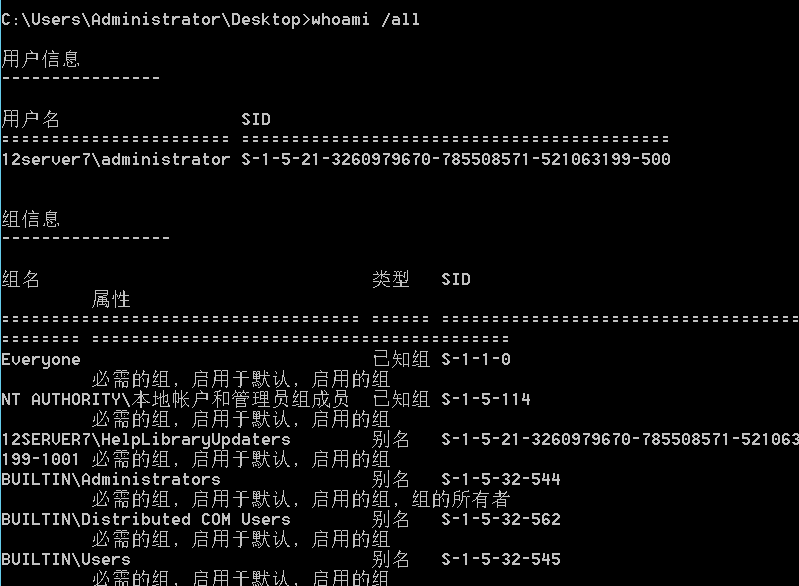 C:\Users\Administrator\Desktop>whoami /all
用户信息
----------------
用户名 SID
======================= ===========================================
12server7\administrator S-1-5-21-3260979670-785508571-521063199-500
组信息
-----------------
组名 类型 SID
属性
==================================== ====== ====================================
======== ==========================================
Everyone 已知组 S-1-1-0
必需的组, 启用于默认, 启用的组
NT AUTHORITY\本地帐户和管理员组成员 已知组 S-1-5-114
必需的组, 启用于默认, 启用的组
12SERVER7\HelpLibraryUpdaters 别名 S-1-5-21-3260979670-785508571-521063
199-1001 必需的组, 启用于默认, 启用的组
BUILTIN\Administrators 别名 S-1-5-32-544
必需的组, 启用于默认, 启用的组, 组的所有者
BUILTIN\Distributed COM Users 别名 S-1-5-32-562
必需的组, 启用于默认, 启用的组
BUILTIN\Users 别名 S-1-5-32-545
必需的组, 启用于默认, 启用的组